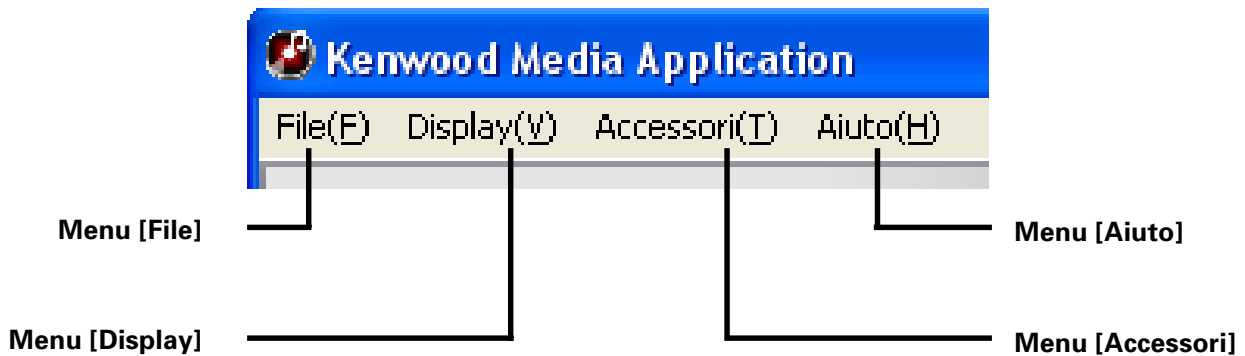 Kenwood Media Application
File(F) Display(V) Accessori(T) Aiuto(H)
Menu [File]
Menu [Aiuto]
Menu [Display]
Menu [Accessori]